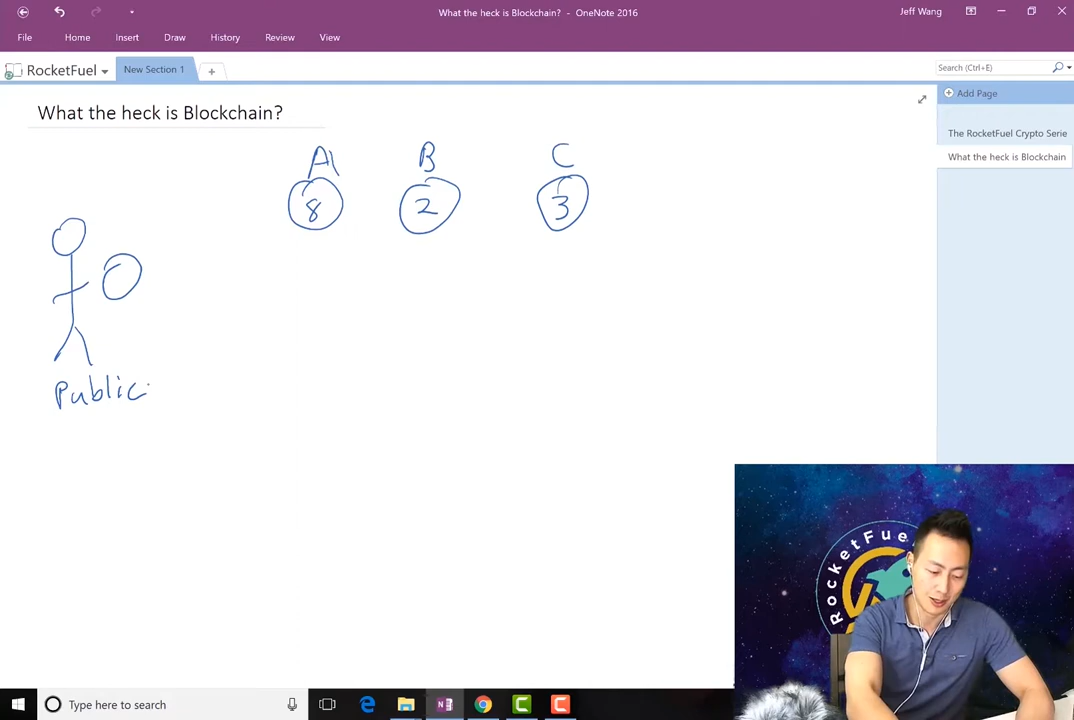 What the heck is Blockchain? - OneNote 2016
Jeff Wang
File Home Insert Draw History Review View
RocketFuel
New Section 1
Search (Ctrl+E)
Add Page
What the heck is Blockchain?
The RocketFuel Crypto Serie
What the heck is Blockchain
A B C
8 2 3
Public
RocketFuel
Type here to search